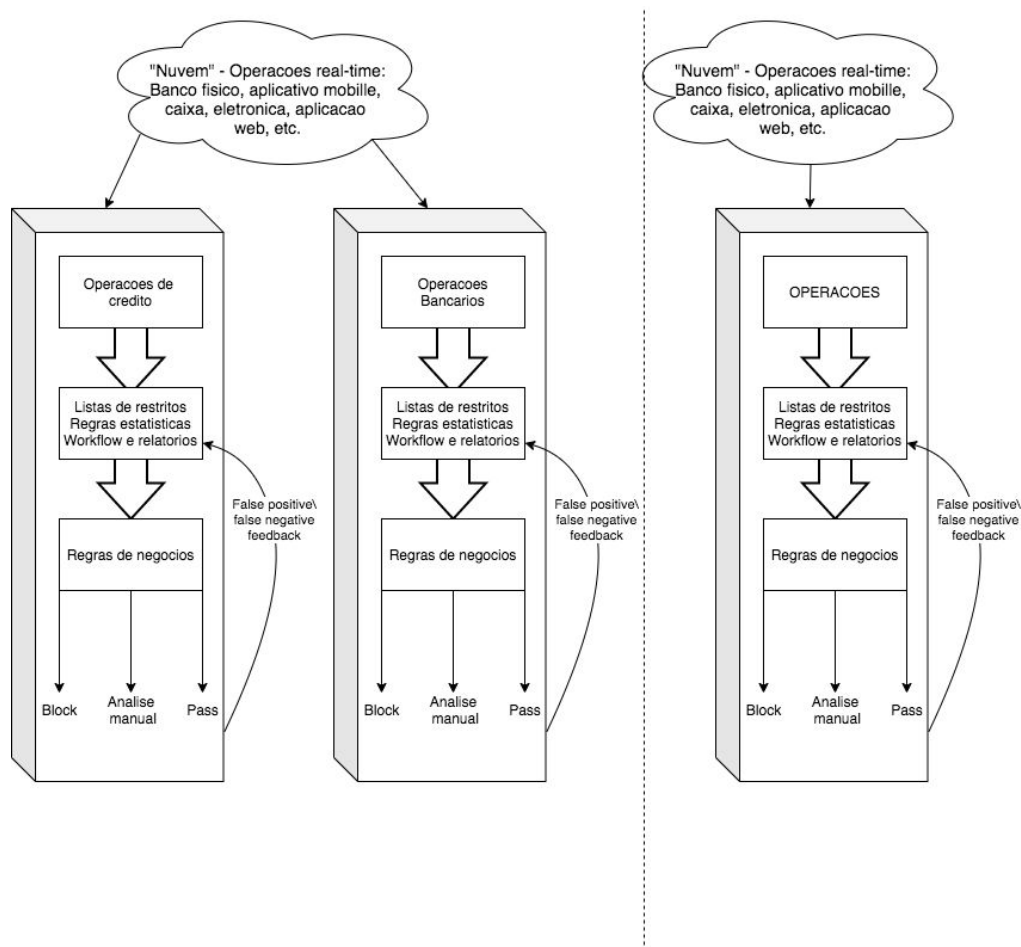 "Nuvem" - Operacoes real-time:
Banco fisico, aplicativo mobille,
caixa, eletronica, aplicacao
web, etc.
Operacoes de
credito
Listas de restritos
Regras estatisticas
Workflow e relatorios
False positive\
false negative
feedback
Regras de negocios
Block
Analise
manual
Pass
Operacoes
Bancarios
Listas de restritos
Regras estatisticas
Workflow e relatorios
False positive\
false negative
feedback
Regras de negocios
Block
Analise
manual
Pass
"Nuvem" - Operacoes real-time:
Banco fisico, aplicativo mobille,
caixa, eletronica, aplicacao
web, etc.
OPERACOES
Listas de restritos
Regras estatisticas
Workflow e relatorios
False positive\
false negative
feedback
Regras de negocios
Block
Analise
manual
Pass